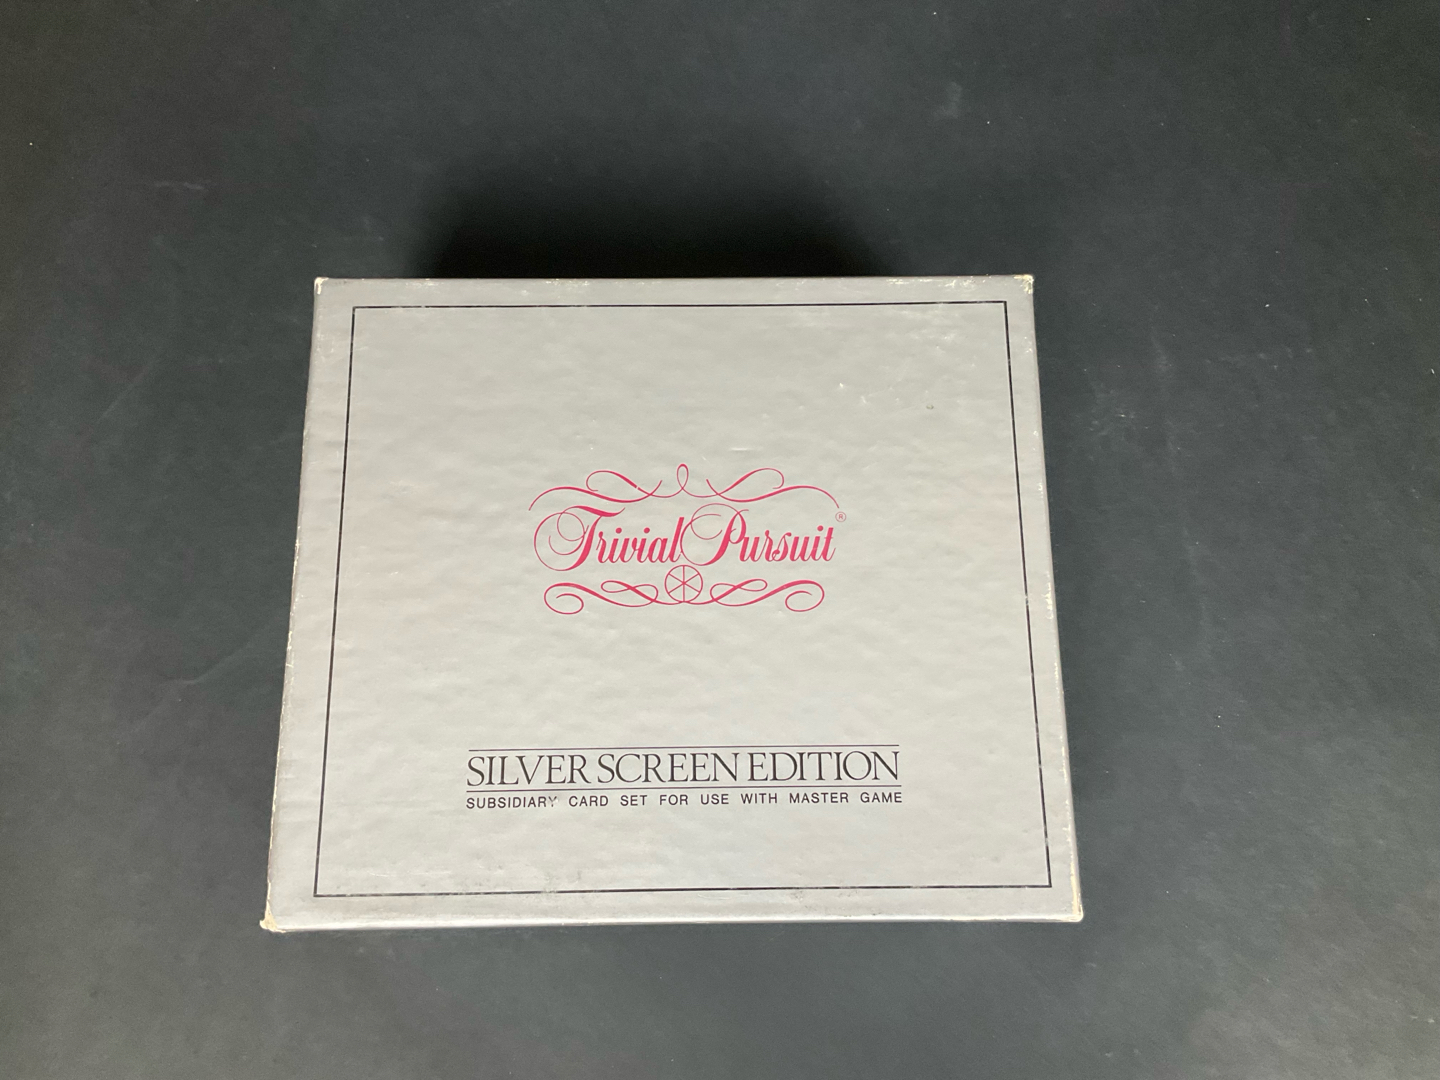 Trivial Pursuit®
SILVER SCREEN EDITION
SUBSIDIARY CARD SET FOR USE WITH MASTER GAME